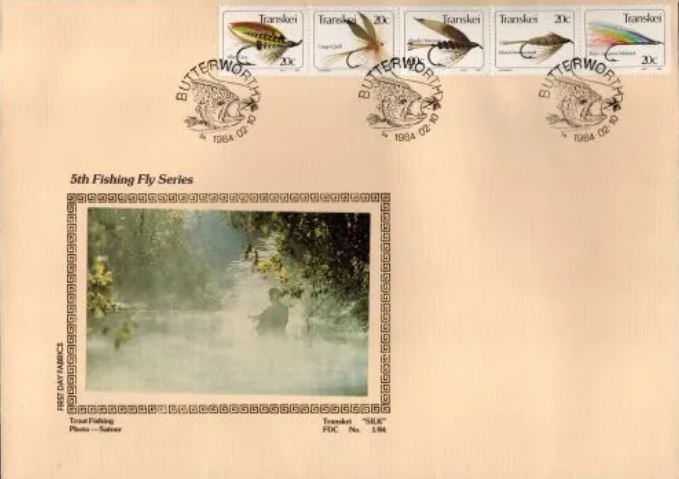 Transkei
20c
Transkei
20c
Ginger Quill
Transkei
20c
Transkei
20c
Transkei
20c
BUTTERWORTH
1984·02·10
BUTTERWORTH
1984·02·10
BUTTERWORTH
1984·02·10
5th Fishing Fly Series
FIRST DAY FABRICS
Trout Fishing
Photo — Satour
Transkei "SILK"
FDC No. 1/84